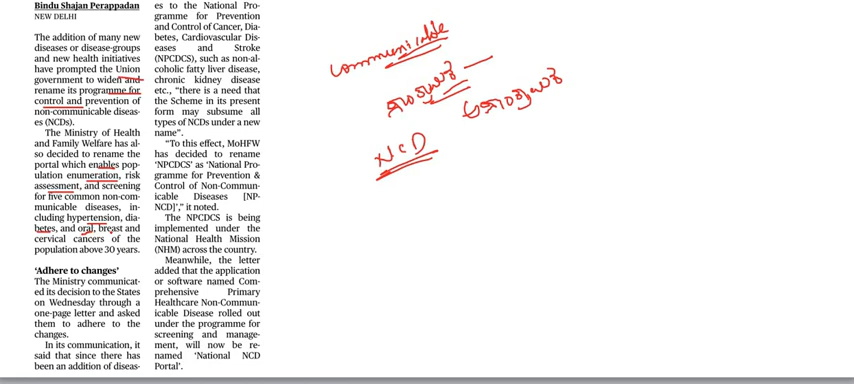 Bindu Shajan Perappadan
NEW DELHI
The addition of many new
diseases or disease-groups
and new health initiatives
have prompted the Union
government to widen and
rename its programme for
control and prevention of
non-communicable diseas-
es (NCDs).
The Ministry of Health
and Family Welfare has al-
so decided to rename the
portal which enables pop-
ulation enumeration, risk
assessment, and screening
for five common non-com-
municable diseases, in-
cluding hypertension, dia-
betes, and oral, breast and
cervical cancers of the
population above 30 years.
‘Adhere to changes’
The Ministry communicat-
ed its decision to the States
on Wednesday through a
one-page letter and asked
them to adhere to the
changes.
In its communication, it
said that since there has
been an addition of diseas-
es to the National Pro-
gramme for Prevention
and Control of Cancer, Dia-
betes, Cardiovascular Dis-
eases and Stroke
(NPCDCS), such as non-al-
coholic fatty liver disease,
chronic kidney disease
etc., “there is a need that
the Scheme in its present
form may subsume all
types of NCDs under a new
name”.
“To this effect, MoHFW
has decided to rename
‘NPCDCS’ as ‘National Pro-
gramme for Prevention &
Control of Non-Commun-
icable Diseases [NP-
NCD]’,” it noted.
The NPCDCS is being
implemented under the
National Health Mission
(NHM) across the country.
Meanwhile, the letter
added that the application
or software named Com-
prehensive Primary
Healthcare Non-Commun-
icable Disease rolled out
under the programme for
screening and manage-
ment, will now be re-
named ‘National NCD
Portal’.
Communicable
NCD